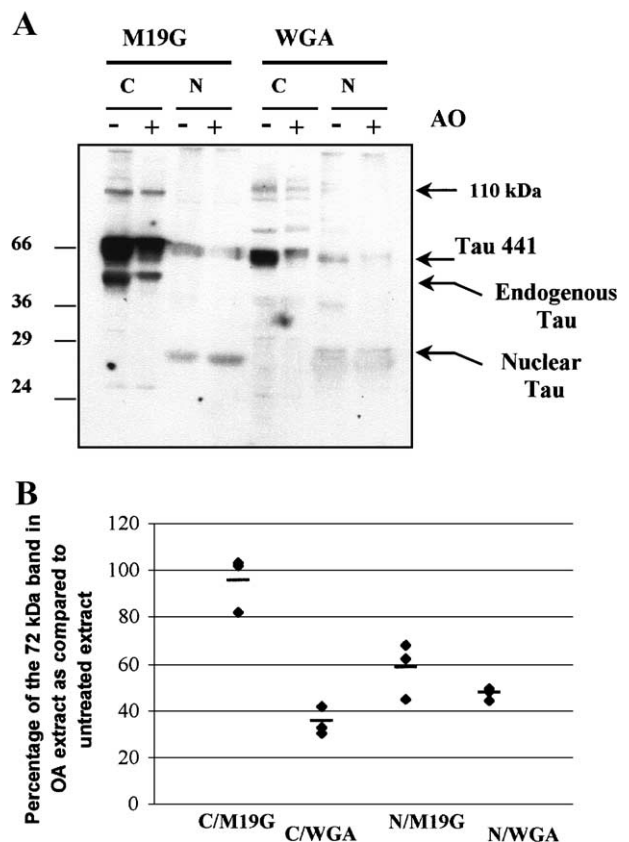 A
M19G WGA
C N C N
- + - + - + - + AO
110 kDa
66
Tau 441
Endogenous
Tau
36
29
Nuclear
Tau
24
B
Percentage of the 72 kDa band in
OA extract as compared to
untreated extract
120
100
80
60
40
20
0
C/M19G C/WGA N/M19G N/WGA